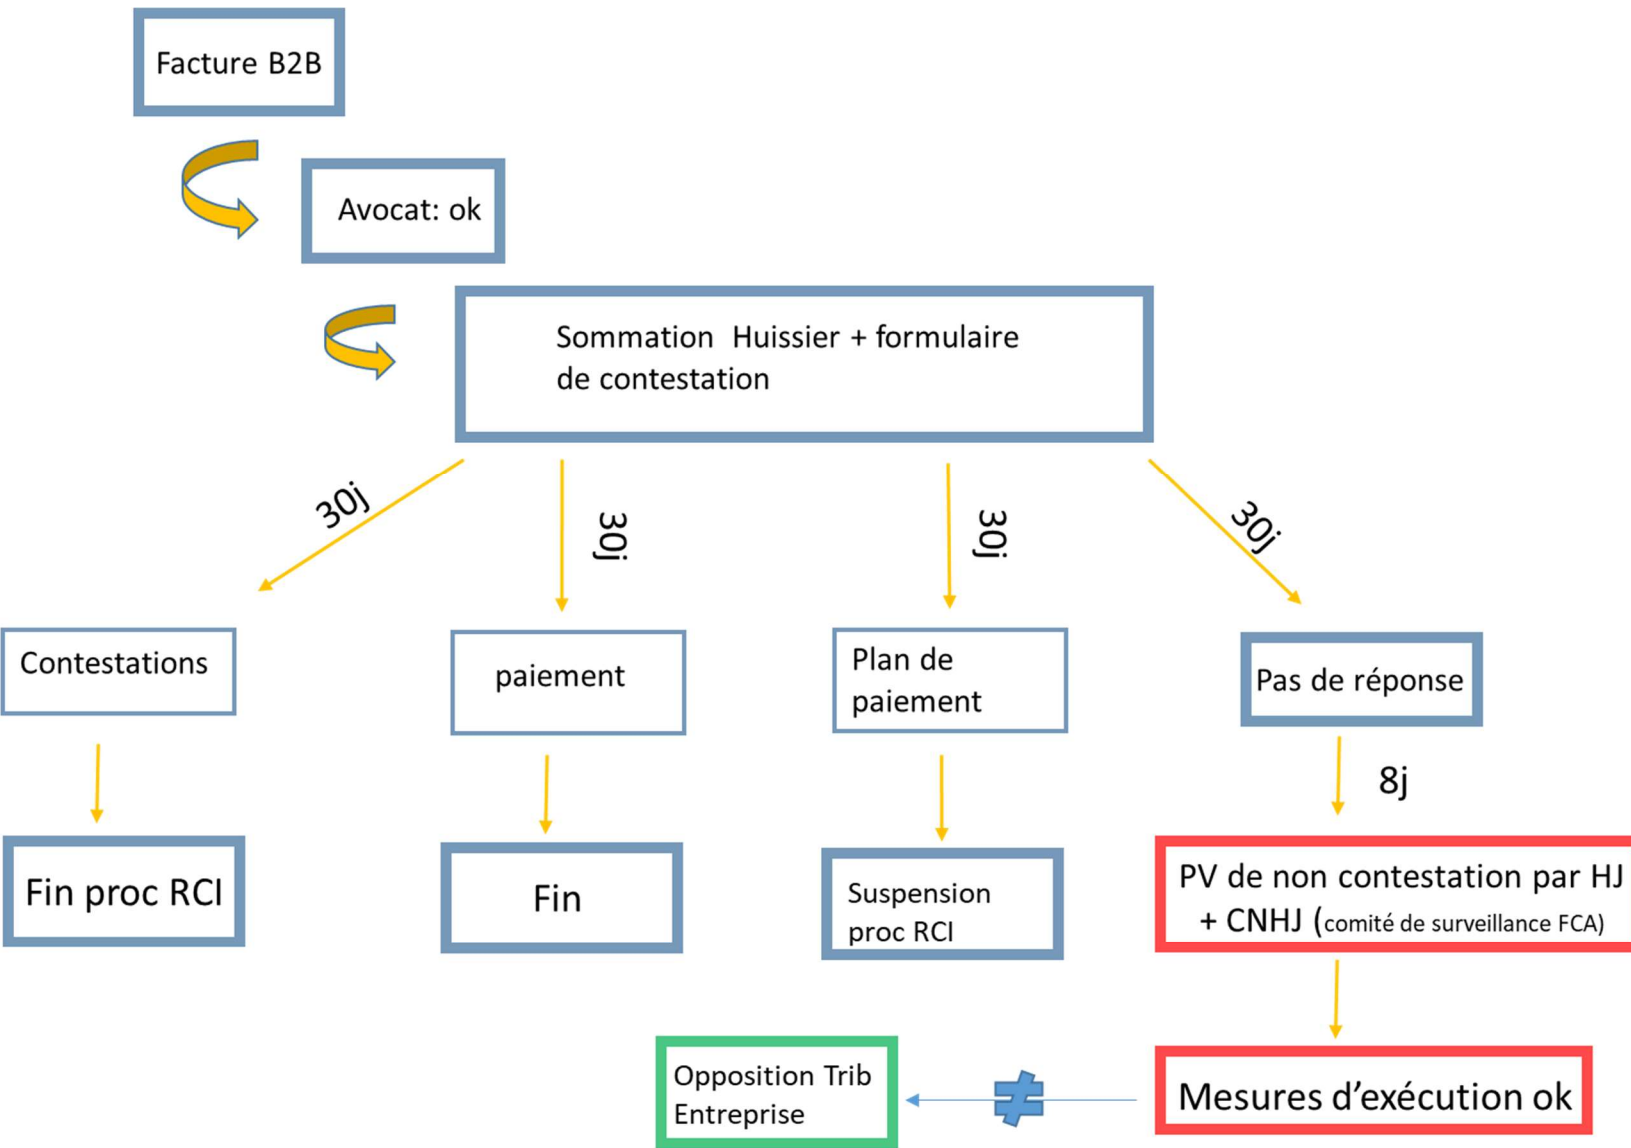 Facture B2B
Avocat: ok
Sommation Huissier + formulaire
de contestation
30j
30j
30j
30j
Contestations
paiement
Plan de
paiement
Pas de réponse
8j
Fin proc RCI
Fin
Suspension
proc RCI
PV de non contestation par HJ
+ CNHJ (comité de surveillance FCA)
Opposition Trib
Entreprise
≠
Mesures d’exécution ok